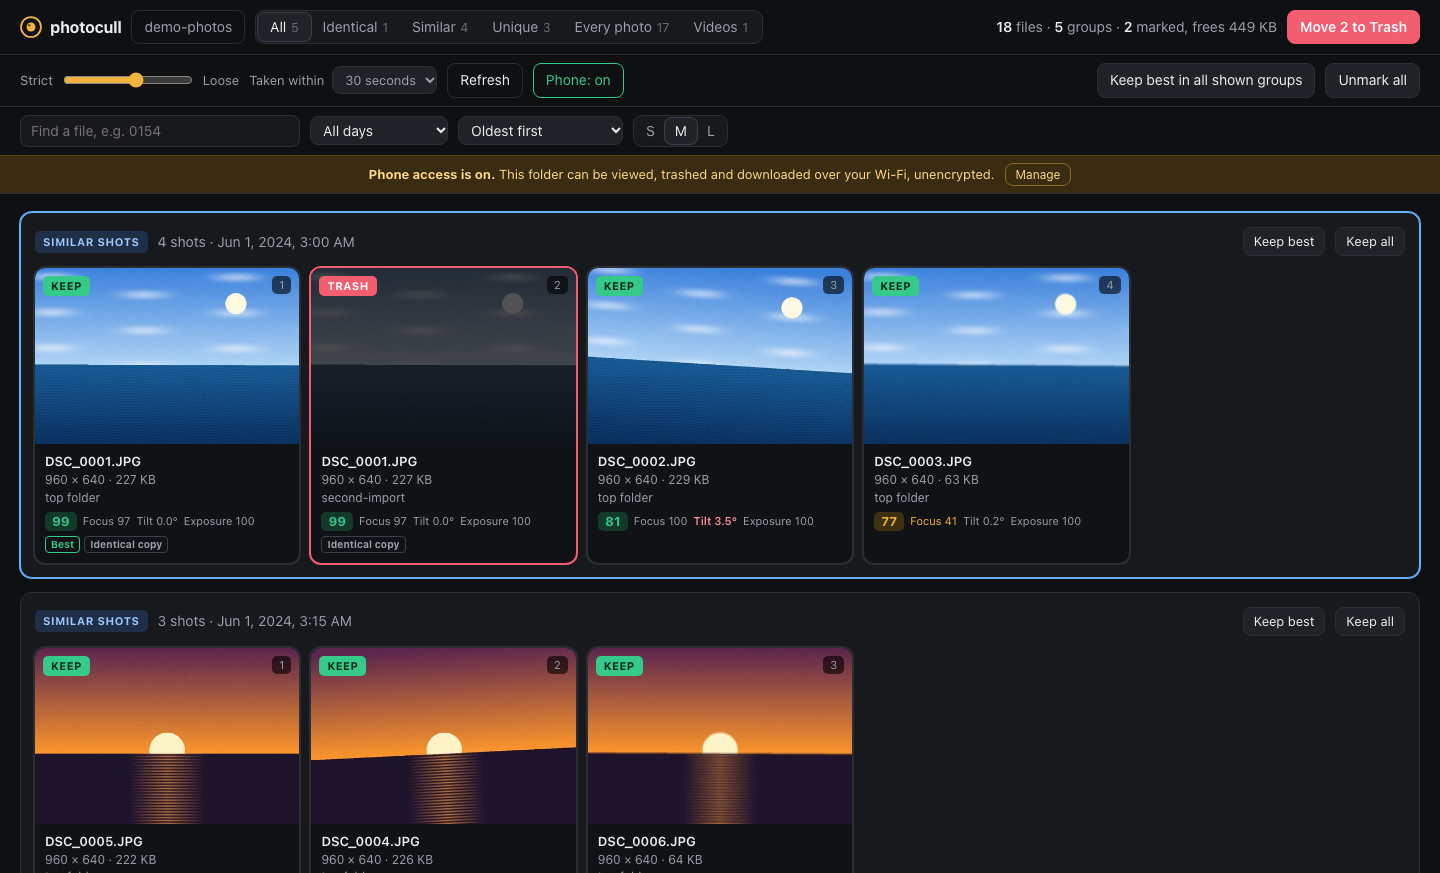 photocull demo-photos All 5 Identical 1 Similar 4 Unique 3 Every photo 17 Videos 1 18 files · 5 groups · 2 marked, frees 449 KB Move 2 to Trash
Strict Loose Taken within 30 seconds Refresh Phone: on Keep best in all shown groups Unmark all
Find a file, e.g. 0154 All days Oldest first S M L
Phone access is on. This folder can be viewed, trashed and downloaded over your Wi-Fi, unencrypted. Manage
SIMILAR SHOTS 4 shots · Jun 1, 2024, 3:00 AM Keep best Keep all
KEEP 1 TRASH 2 KEEP 3 KEEP 4
DSC_0001.JPG DSC_0001.JPG DSC_0002.JPG DSC_0003.JPG
960 × 640 · 227 KB 960 × 640 · 227 KB 960 × 640 · 229 KB 960 × 640 · 63 KB
top folder second-import top folder top folder
99 Focus 97 Tilt 0.0° Exposure 100 99 Focus 97 Tilt 0.0° Exposure 100 81 Focus 100 Tilt 3.5° Exposure 100 77 Focus 41 Tilt 0.2° Exposure 100
Best Identical copy Identical copy
SIMILAR SHOTS 3 shots · Jun 1, 2024, 3:15 AM Keep best Keep all
KEEP 1 KEEP 2 KEEP 3
DSC_0005.JPG DSC_0004.JPG DSC_0006.JPG
960 × 640 · 222 KB 960 × 640 · 226 KB 960 × 640 · 64 KB